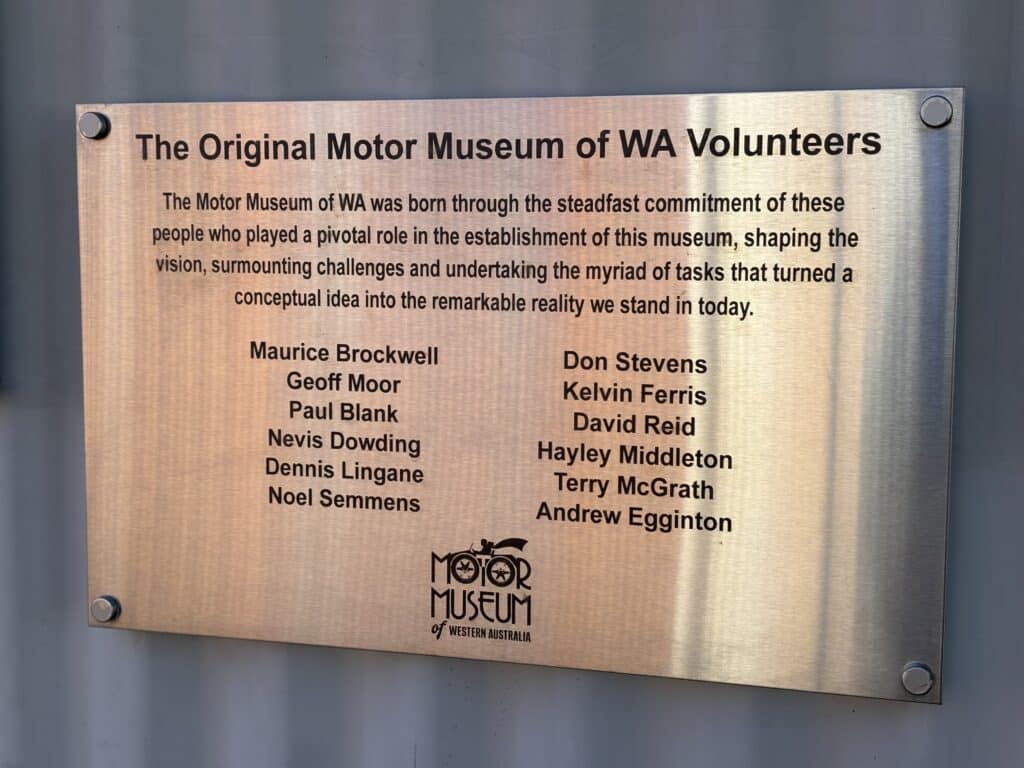 The Original Motor Museum of WA Volunteers
The Motor Museum of WA was born through the steadfast commitment of these
people who played a pivotal role in the establishment of this museum, shaping the
vision, surmounting challenges and undertaking the myriad of tasks that turned a
conceptual idea into the remarkable reality we stand in today.
Maurice Brockwell
Geoff Moor
Paul Blank
Nevis Dowding
Dennis Lingane
Noel Semmens
Don Stevens
Kelvin Ferris
David Reid
Hayley Middleton
Terry McGrath
Andrew Egginton
MOTOR
MUSEUM
of WESTERN AUSTRALIA